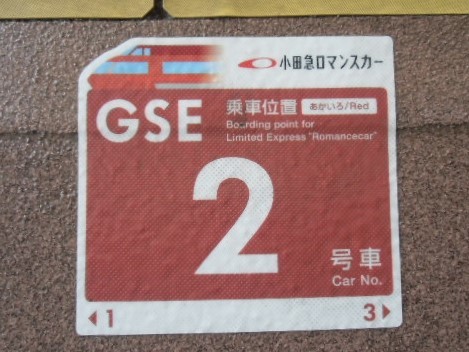 小田急ロマンスカー
GSE
乗車位置 あかいろ/Red
Boarding point for
Limited Express "Romancecar"
2
号車
Car No.
◀1
3▶